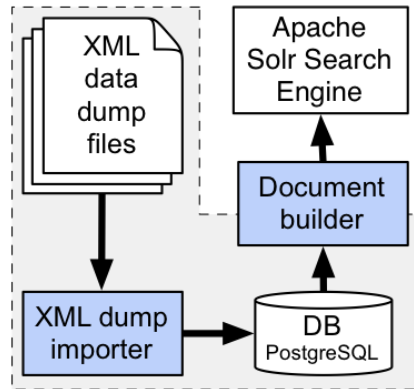 XML
data
dump
files
Apache
Solr Search
Engine
Document
builder
XML dump
importer
DB
PostgreSQL